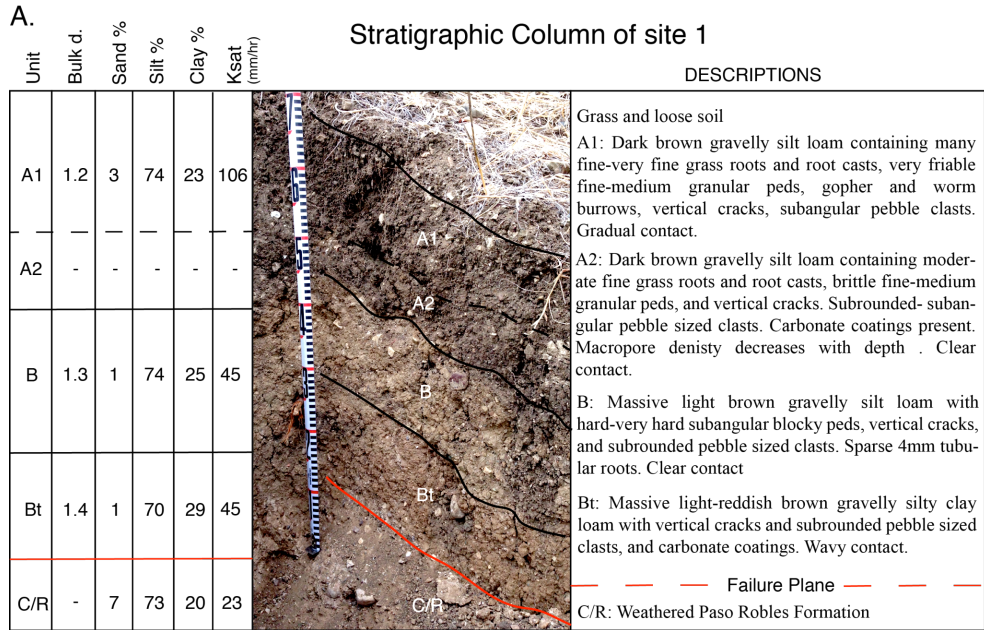 A.
Stratigraphic Column of site 1
Unit Bulk d. Sand % Silt % Clay % Ksat (mm/hr)
DESCRIPTIONS
A1 1.2 3 74 23 106
A2 - - - - -
B 1.3 1 74 25 45
Bt 1.4 1 70 29 45
C/R - 7 73 20 23
A1
A2
B
Bt
C/R
Grass and loose soil
A1: Dark brown gravelly silt loam containing many
fine-very fine grass roots and root casts, very friable
fine-medium granular peds, gopher and worm
burrows, vertical cracks, subangular pebble clasts.
Gradual contact.
A2: Dark brown gravelly silt loam containing moder-
ate fine grass roots and root casts, brittle fine-medium
granular peds, and vertical cracks. Subrounded- suban-
gular pebble sized clasts. Carbonate coatings present.
Macropore denisty decreases with depth . Clear
contact.
B: Massive light brown gravelly silt loam with
hard-very hard subangular blocky peds, vertical cracks,
and subrounded pebble sized clasts. Sparse 4mm tubu-
lar roots. Clear contact
Bt: Massive light-reddish brown gravelly silty clay
loam with vertical cracks and subrounded pebble sized
clasts, and carbonate coatings. Wavy contact.
Failure Plane
C/R: Weathered Paso Robles Formation